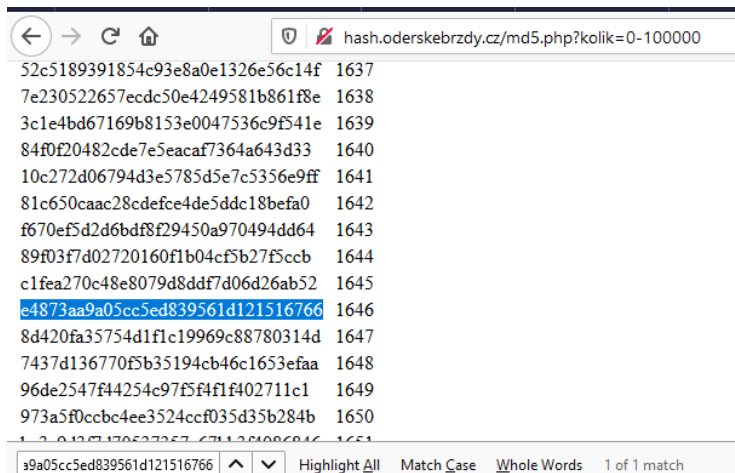 hash.oderskebrzdy.cz/md5.php?kolik=0-100000
52c5189391854c93e8a0e1326e56c14f 1637
7e230522657ecdc50e4249581b861f8e 1638
3c1e4bd67169b8153e0047536c9f541e 1639
84f0f20482cde7e5eacaf7364a643d33 1640
10c272d06794d3e5785d5e7c5356e9ff 1641
81c650caac28cdefce4de5ddc18befa0 1642
f670ef5d2d6bdf8f29450a970494dd64 1643
89f03f7d02720160f1b04cf5b27f5ccb 1644
c1fea270c48e8079d8ddf7d06d26ab52 1645
e4873aa9a05cc5ed839561d121516766 1646
8d420fa35754d1f1c19969c88780314d 1647
7437d136770f5b35194cb46c1653efaa 1648
96de2547f44254c97f5f4f1f402711c1 1649
973a5f0ccbc4ee3524ccf035d35b284b 1650
a9a05cc5ed839561d121516766 Highlight All Match Case Whole Words 1 of 1 match